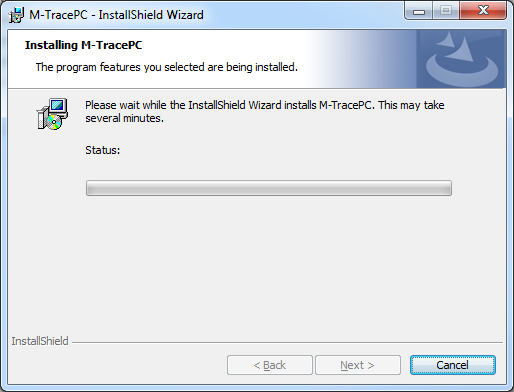 M-TracePC - InstallShield Wizard
Installing M-TracePC
The program features you selected are being installed.
Please wait while the InstallShield Wizard installs M-TracePC. This may take
several minutes.
Status:
InstallShield
< Back
Next >
Cancel